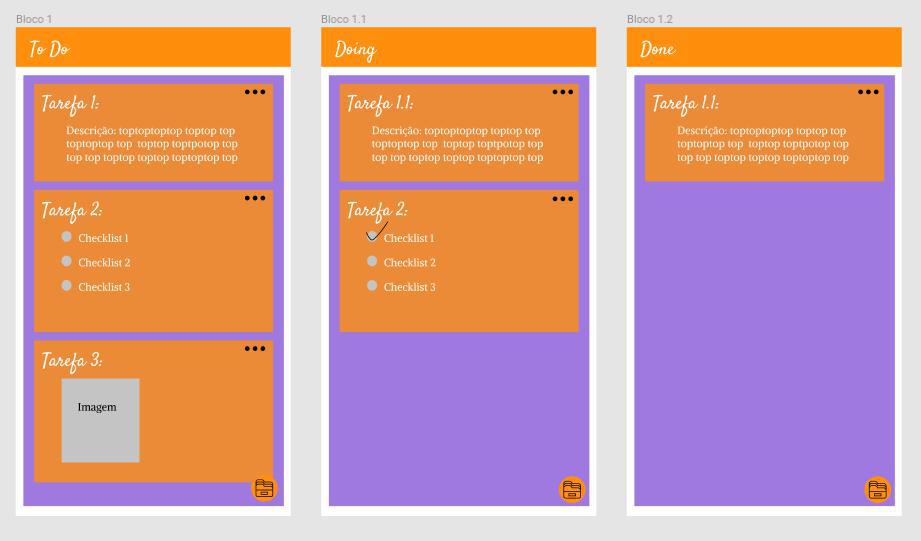 Bloco 1
To Do
Tarefa 1:
Descrição: toptoptoptop toptop top
toptoptop top toptop toptpotop top
top top toptop toptop toptoptop top
Tarefa 2:
Checklist 1
Checklist 2
Checklist 3
Tarefa 3:
Imagem
Bloco 1.1
Doing
Tarefa 1.1:
Descrição: toptoptoptop toptop top
toptoptop top toptop toptpotop top
top top toptop toptop toptoptop top
Tarefa 2:
Checklist 1
Checklist 2
Checklist 3
Bloco 1.2
Done
Tarefa 1.1:
Descrição: toptoptoptop toptop top
toptoptop top toptop toptpotop top
top top toptop toptop toptoptop top